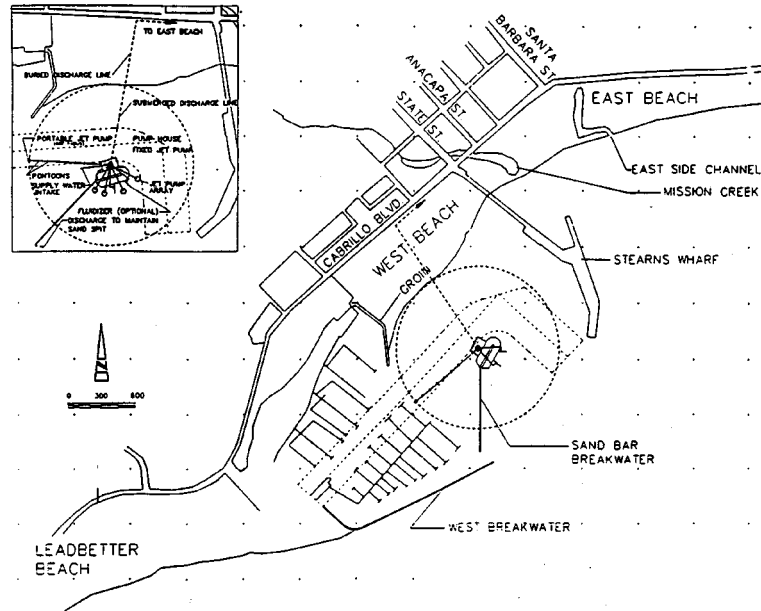 TO EAST BEACH
BURIED DISCHARGE LINE
SUBMERGED DISCHARGE LINE
PORTABLE JET PUMP
PUMP HOUSE
FIXED JET PUMP
PONTOONS
SUPPLY WATER
INTAKE
JET PUMP
ARRAY
FLUIDIZER (OPTIONAL)
DISCHARGE TO MAINTAIN
SAND SPIT
SANTA
BARBARA ST.
ANACAPA ST.
STATE ST.
EAST BEACH
EAST SIDE CHANNEL
MISSION CREEK
CABRILLO BLVD.
WEST BEACH
GROIN
STEARNS WHARF
N
0 300 600
SAND BAR
BREAKWATER
WEST BREAKWATER
LEADBETTER
BEACH